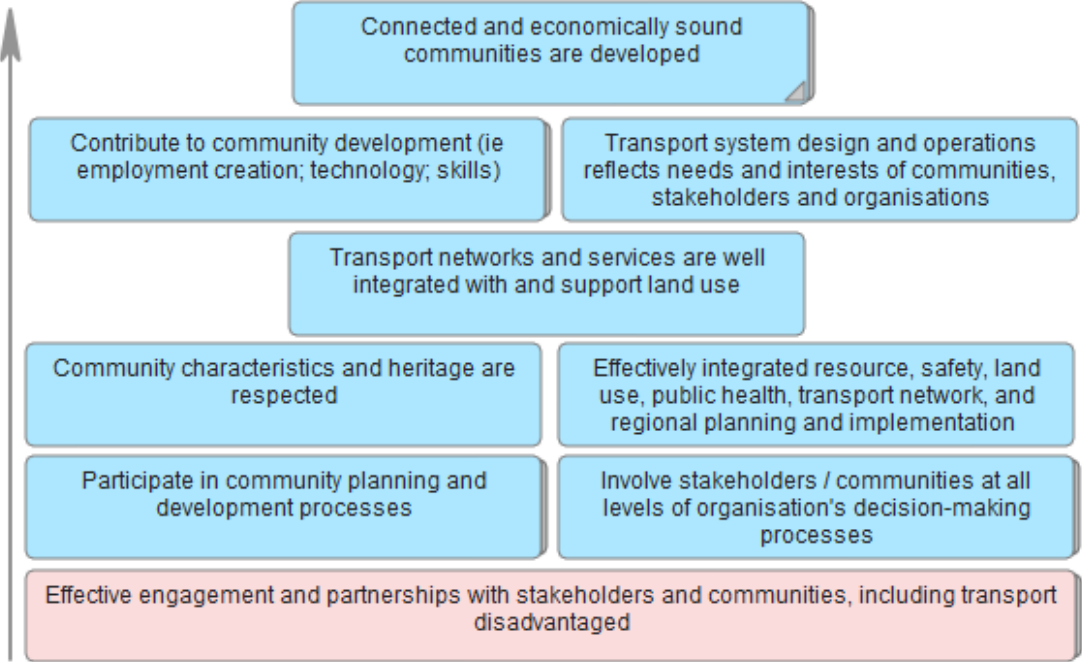 Connected and economically sound
communities are developed
Contribute to community development (ie
employment creation; technology; skills)
Transport system design and operations
reflects needs and interests of communities,
stakeholders and organisations
Transport networks and services are well
integrated with and support land use
Community characteristics and heritage are
respected
Effectively integrated resource, safety, land
use, public health, transport network, and
regional planning and implementation
Participate in community planning and
development processes
Involve stakeholders / communities at all
levels of organisation's decision-making
processes
Effective engagement and partnerships with stakeholders and communities, including transport
disadvantaged